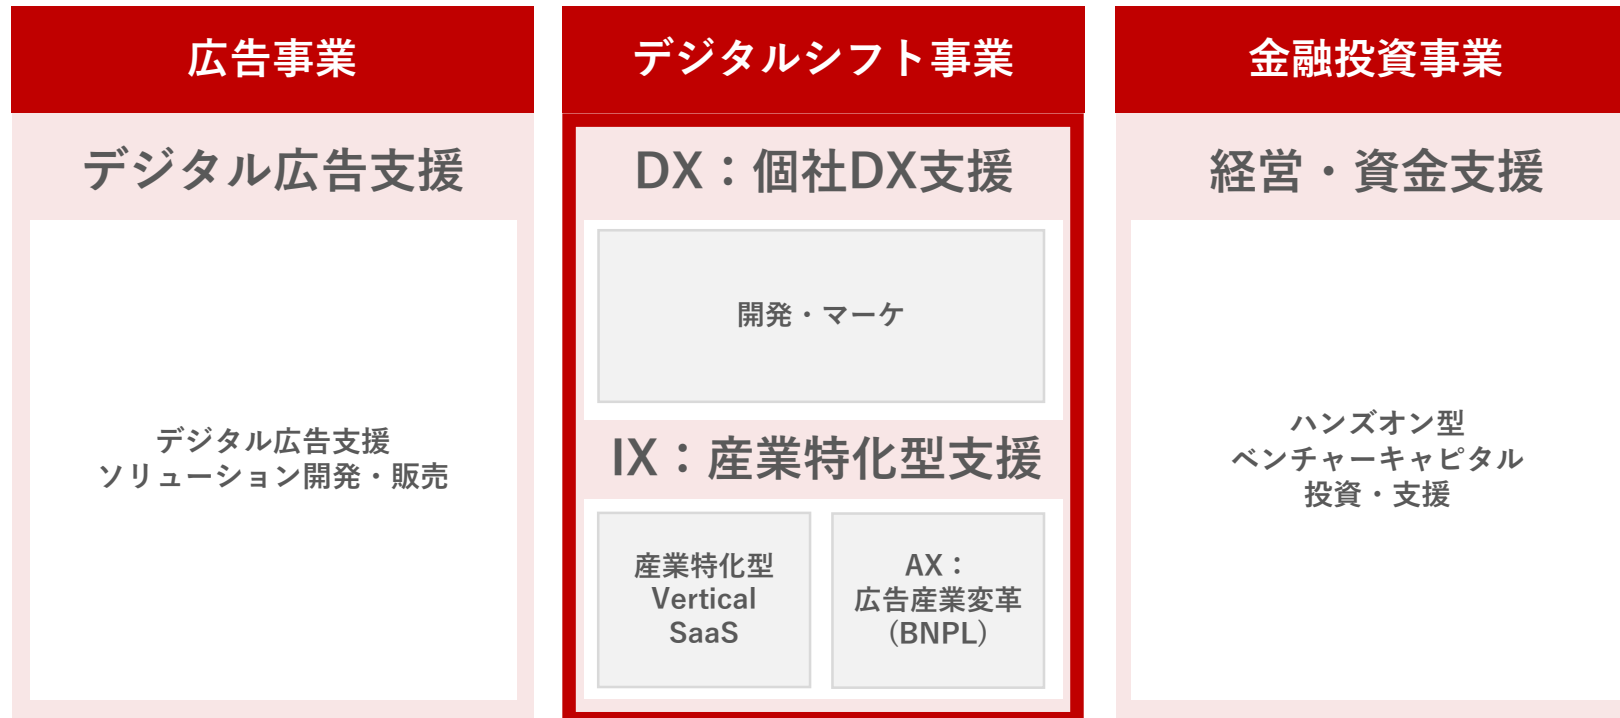 広告事業
デジタル広告支援
デジタル広告支援
ソリューション開発・販売
デジタルシフト事業
DX：個社DX支援
開発・マーケ
IX：産業特化型支援
産業特化型
Vertical
SaaS
AX：
広告産業変革
(BNPL)
金融投資事業
経営・資金支援
ハンズオン型
ベンチャーキャピタル
投資・支援